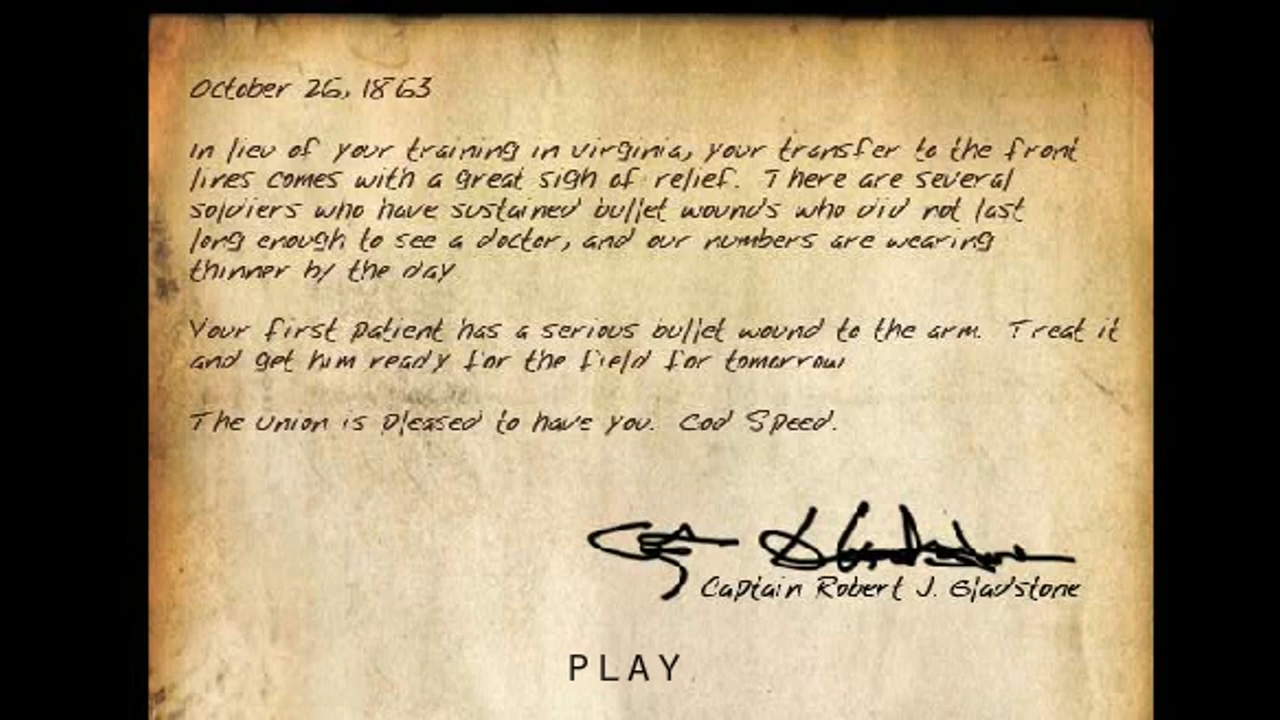 October 26, 1863
In lieu of your training in virginia, your transfer to the front
lines comes with a great sigh of relief. There are several
soldiers who have sustained bullet wounds who did not last
long enough to see a doctor, and our numbers are wearing
thinner by the day
Your first patient has a serious bullet wound to the arm. Treat it
and get him ready for the field for tomorrow
The Union is pleased to have you. God Speed.
Captain Robert J. Gladstone
PLAY